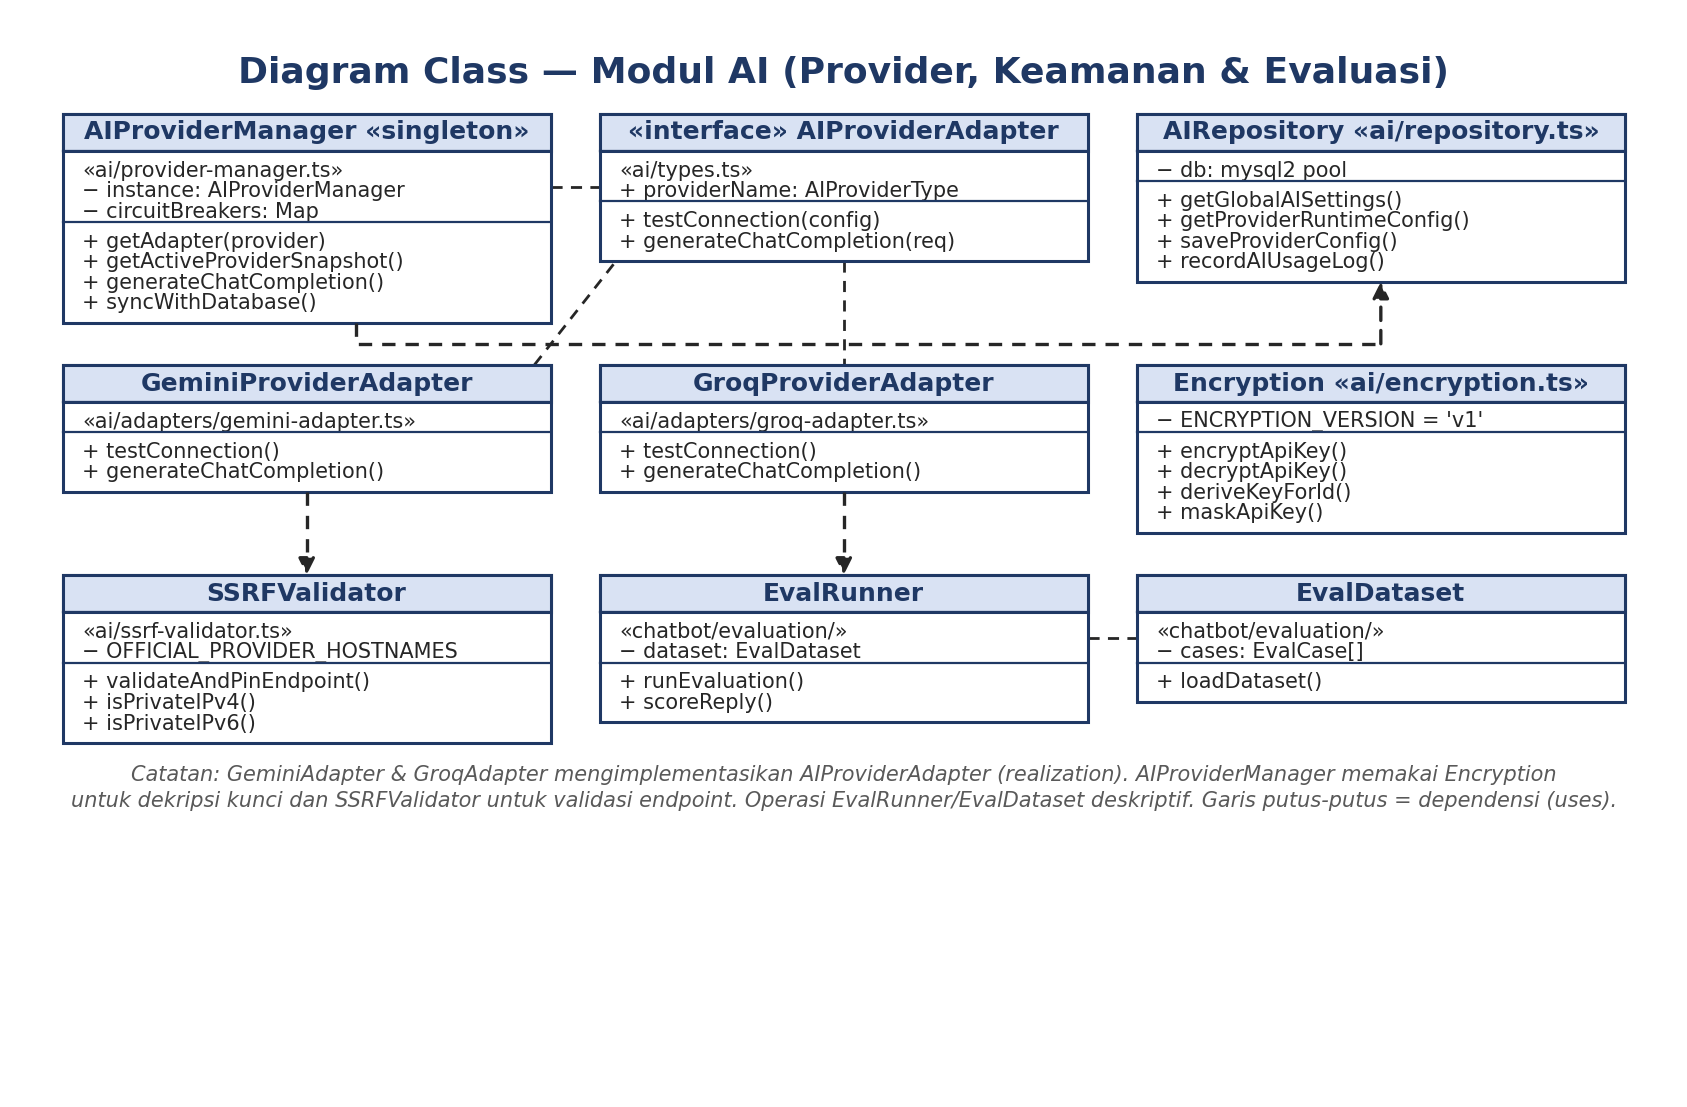 Diagram Class — Modul AI (Provider, Keamanan & Evaluasi)
AIProviderManager «singleton»
«ai/provider-manager.ts»
− instance: AIProviderManager
− circuitBreakers: Map
+ getAdapter(provider)
+ getActiveProviderSnapshot()
+ generateChatCompletion()
+ syncWithDatabase()
«interface» AIProviderAdapter
«ai/types.ts»
+ providerName: AIProviderType
+ testConnection(config)
+ generateChatCompletion(req)
AIRepository «ai/repository.ts»
− db: mysql2 pool
+ getGlobalAISettings()
+ getProviderRuntimeConfig()
+ saveProviderConfig()
+ recordAIUsageLog()
GeminiProviderAdapter
«ai/adapters/gemini-adapter.ts»
+ testConnection()
+ generateChatCompletion()
GroqProviderAdapter
«ai/adapters/groq-adapter.ts»
+ testConnection()
+ generateChatCompletion()
Encryption «ai/encryption.ts»
− ENCRYPTION_VERSION = 'v1'
+ encryptApiKey()
+ decryptApiKey()
+ deriveKeyForId()
+ maskApiKey()
SSRFValidator
«ai/ssrf-validator.ts»
− OFFICIAL_PROVIDER_HOSTNAMES
+ validateAndPinEndpoint()
+ isPrivateIPv4()
+ isPrivateIPv6()
EvalRunner
«chatbot/evaluation/»
− dataset: EvalDataset
+ runEvaluation()
+ scoreReply()
EvalDataset
«chatbot/evaluation/»
− cases: EvalCase[]
+ loadDataset()
Catatan: GeminiAdapter & GroqAdapter mengimplementasikan AIProviderAdapter (realization). AIProviderManager memakai Encryption
untuk dekripsi kunci dan SSRFValidator untuk validasi endpoint. Operasi EvalRunner/EvalDataset deskriptif. Garis putus-putus = dependensi (uses).